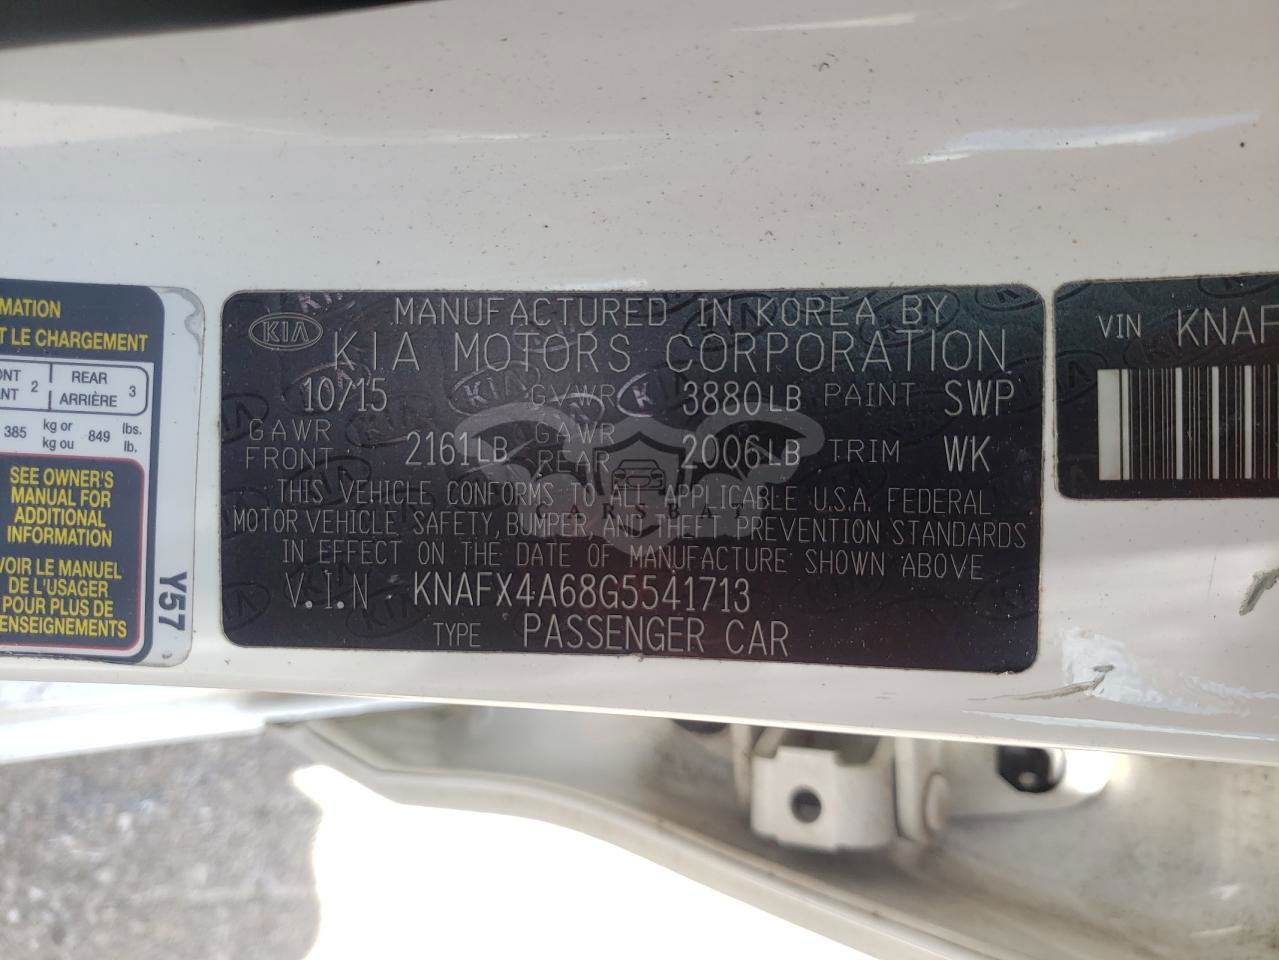 MATION
T LE CHARGEMENT
ONT 2 REAR 3
ANT ARRIÈRE
385 kg or 849 lbs.
kg ou lb.
SEE OWNER'S
MANUAL FOR
ADDITIONAL
INFORMATION
VOIR LE MANUEL
DE L'USAGER
POUR PLUS DE
ENSEIGNEMENTS
Y57
KIA
MANUFACTURED IN KOREA BY
KIA MOTORS CORPORATION
10/15 GVWR 3880LB PAINT SWP
GAWR FRONT 2161LB GAWR REAR 2006LB TRIM WK
THIS VEHICLE CONFORMS TO ALL APPLICABLE U.S.A. FEDERAL
MOTOR VEHICLE SAFETY, BUMPER, AND THEFT PREVENTION STANDARDS
IN EFFECT ON THE DATE OF MANUFACTURE SHOWN ABOVE
V.I.N KNAFX4A68G5541713
TYPE PASSENGER CAR
CARSBAT
VIN KNAF